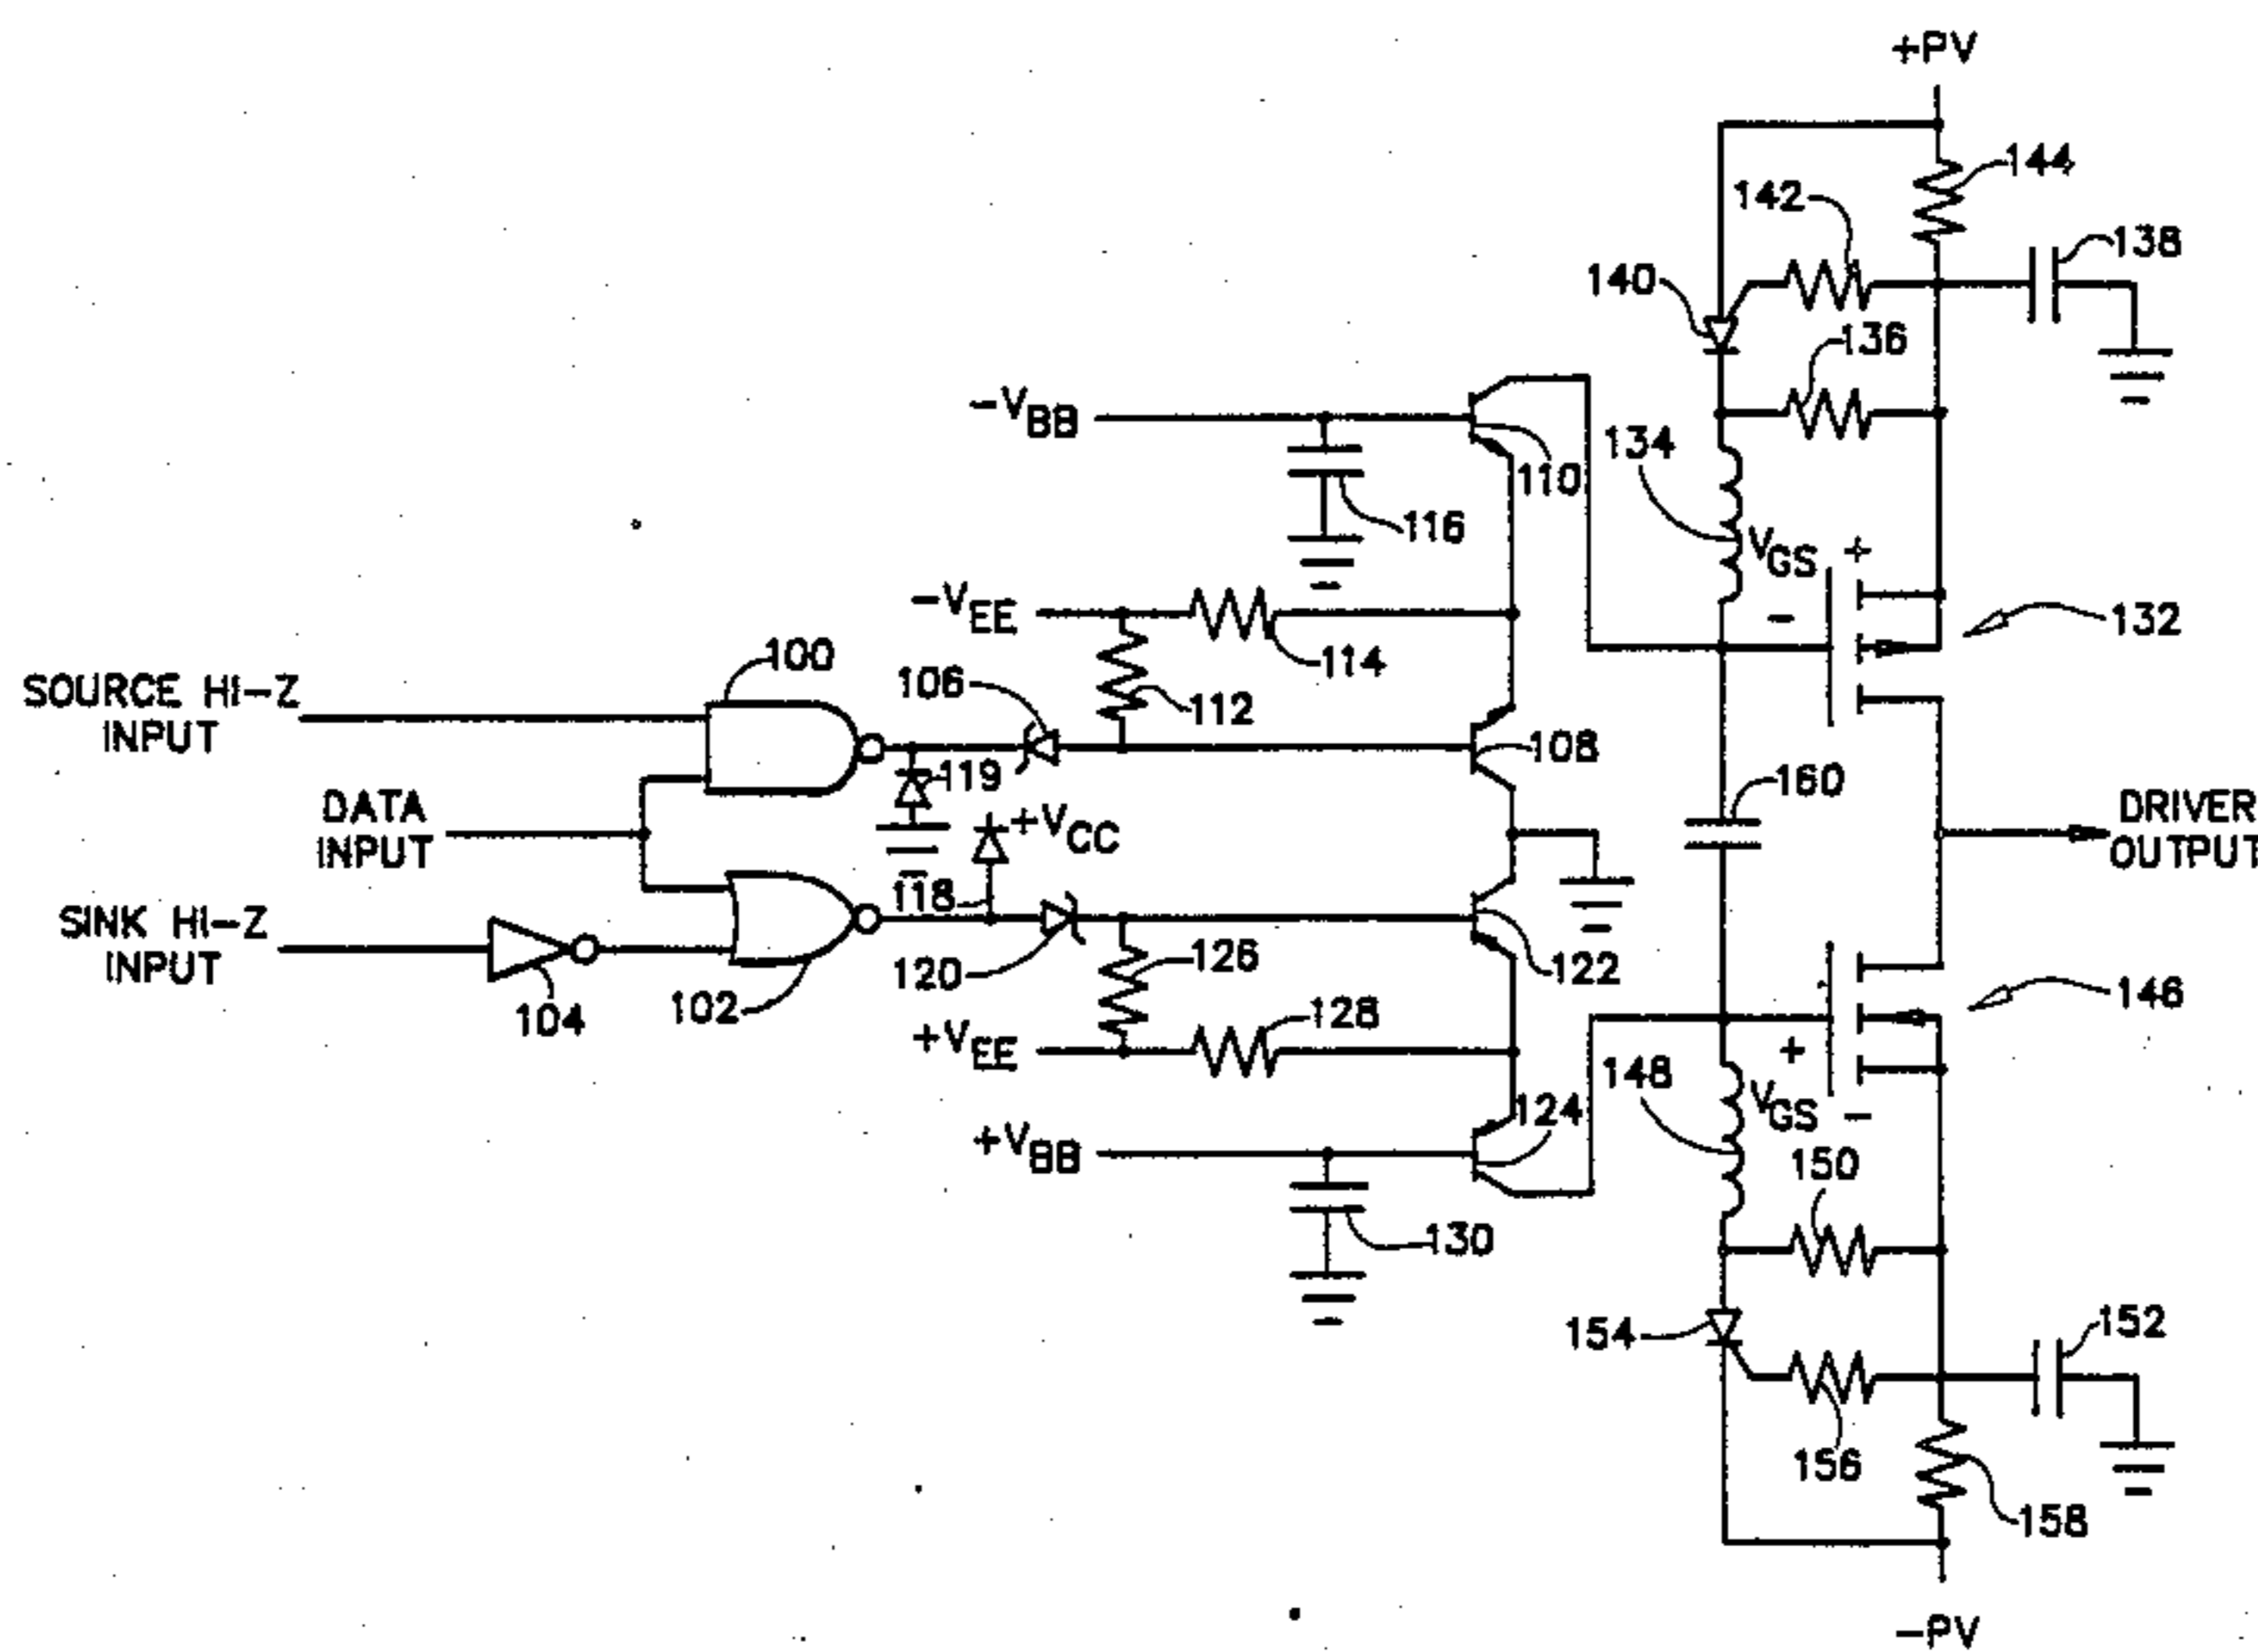 +PV
144
142
138
140
136
-VBB
134
110
116
VGS +
-
-VEE
132
114
100
SOURCE HI-Z
INPUT
106
112
108
119
160
DATA
INPUT
+VCC
DRIVER
OUTPUT
118
SINK HI-Z
INPUT
120
126
122
146
104
102
128
+VEE
+
148
VGS -
124
+VBB
150
130
154
152
156
158
-PV